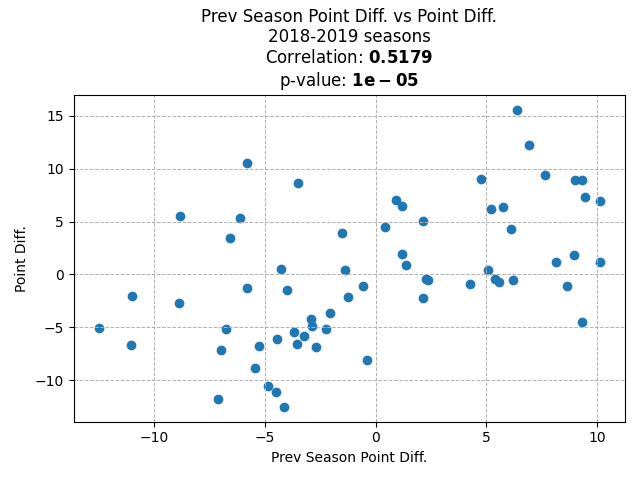 Prev Season Point Diff. vs Point Diff.
2018-2019 seasons
Correlation: 0.5179
p-value: 1e − 05
15
10
5
0
−5
−10
Point Diff.
−10
−5
0
5
10
Prev Season Point Diff.